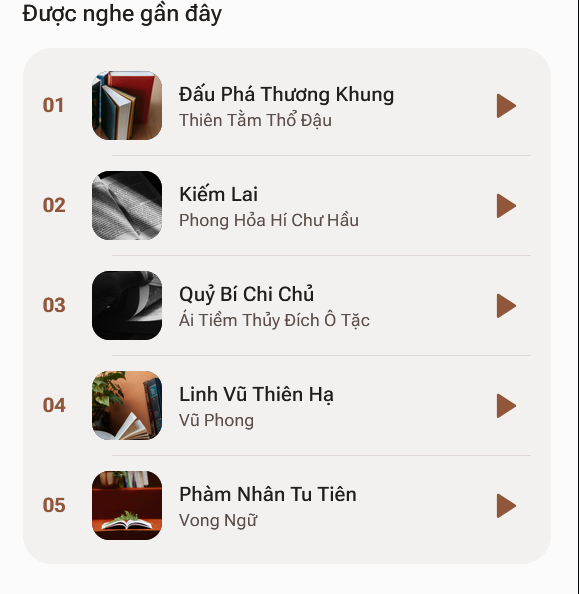 Được nghe gần đây
01
Đấu Phá Thương Khung
Thiên Tằm Thổ Đậu
02
Kiếm Lai
Phong Hỏa Hí Chư Hầu
03
Quỷ Bí Chi Chủ
Ái Tiềm Thủy Đích Ô Tặc
04
Linh Vũ Thiên Hạ
Vũ Phong
05
Phàm Nhân Tu Tiên
Vong Ngữ